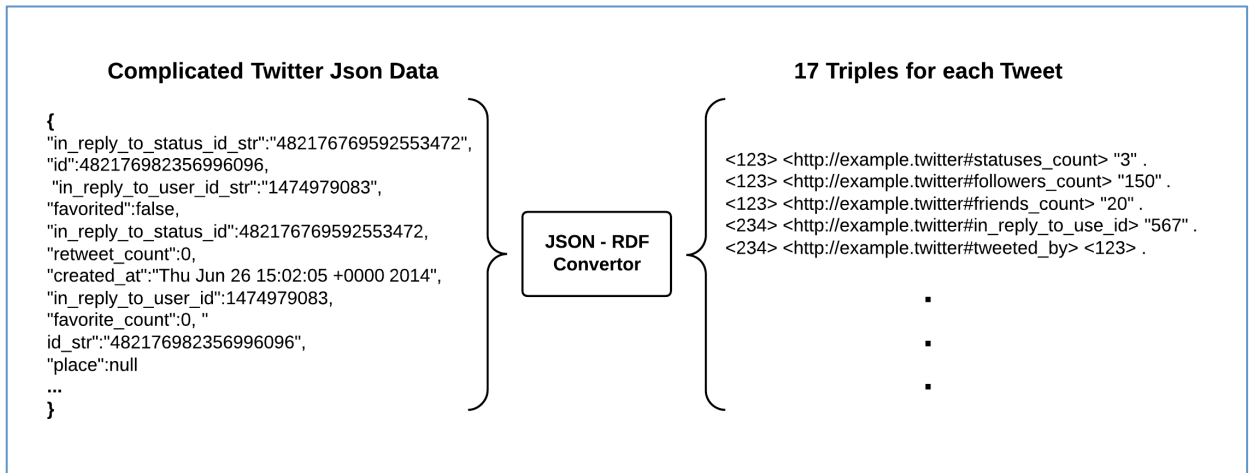 Complicated Twitter Json Data
{
"in_reply_to_status_id_str":"482176769592553472",
"id":482176982356996096,
"in_reply_to_user_id_str":"1474979083",
"favorited":false,
"in_reply_to_status_id":482176769592553472,
"retweet_count":0,
"created_at":"Thu Jun 26 15:02:05 +0000 2014",
"in_reply_to_user_id":1474979083,
"favorite_count":0, "
id_str":"482176982356996096",
"place":null
...
}
JSON - RDF
Convertor
17 Triples for each Tweet
<123> <http://example.twitter#statuses_count> "3" .
<123> <http://example.twitter#followers_count> "150" .
<123> <http://example.twitter#friends_count> "20" .
<234> <http://example.twitter#in_reply_to_use_id> "567" .
<234> <http://example.twitter#tweeted_by> <123> .
.
.
.